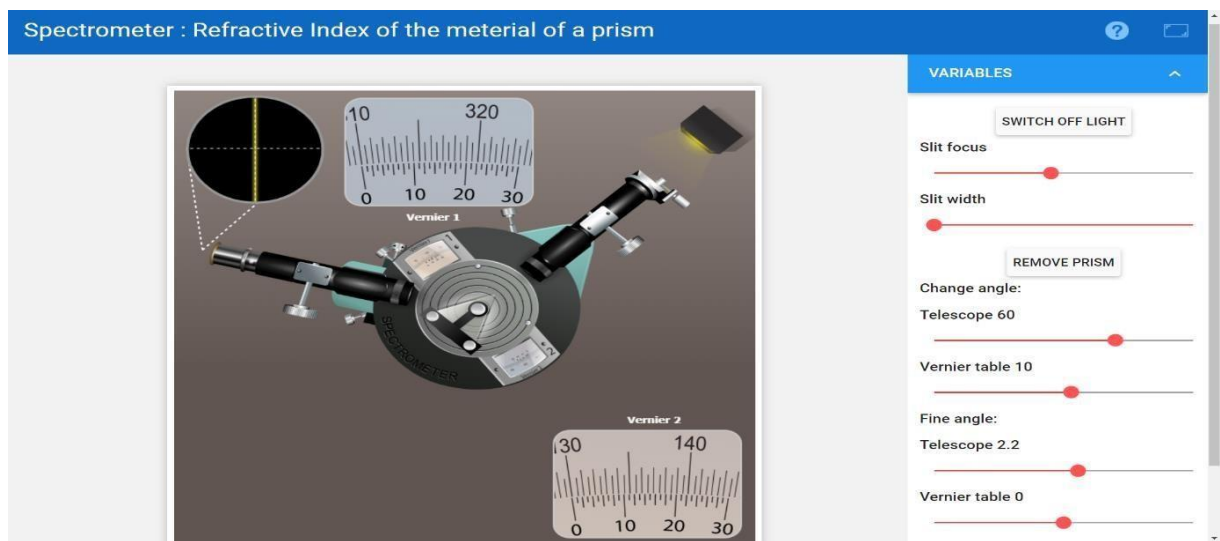 Spectrometer : Refractive Index of the meterial of a prism
VARIABLES
SWITCH OFF LIGHT
Slit focus
Slit width
REMOVE PRISM
Change angle:
Telescope 60
Vernier table 10
Fine angle:
Telescope 2.2
Vernier table 0
10 320
0 10 20 30
Vernier 1
SPECTROMETER
1
2
Vernier 2
30 140
0 10 20 30